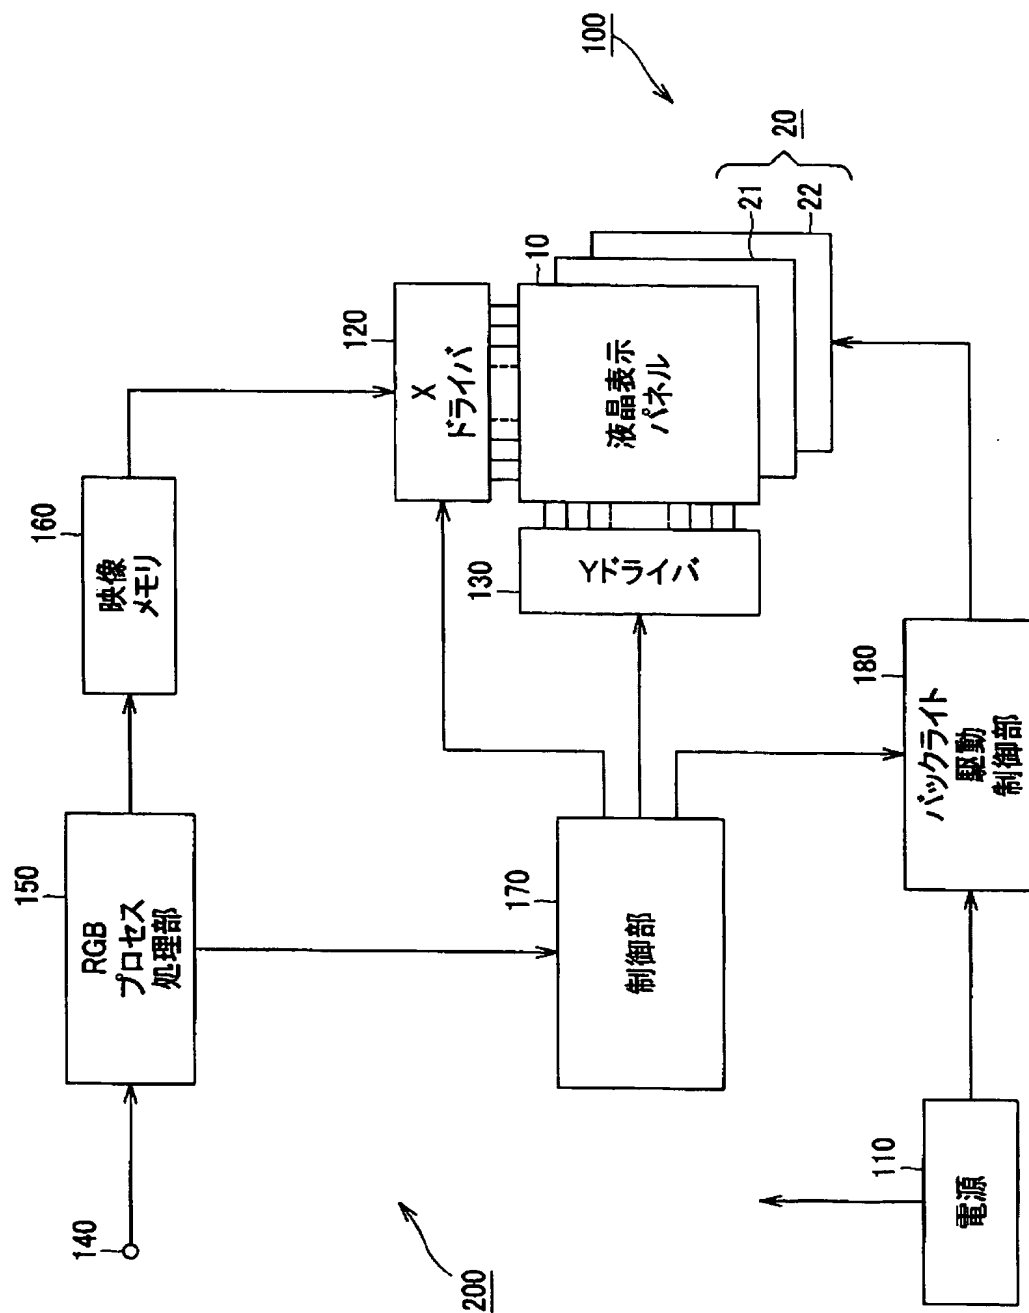 100
20
21
22
10
120
X
ドライバ
液晶表示
パネル
160
映像
メモリ
130
Yドライバ
180
バックライト
駆動
制御部
150
RGB
プロセス
処理部
170
制御部
110
電源
140
200